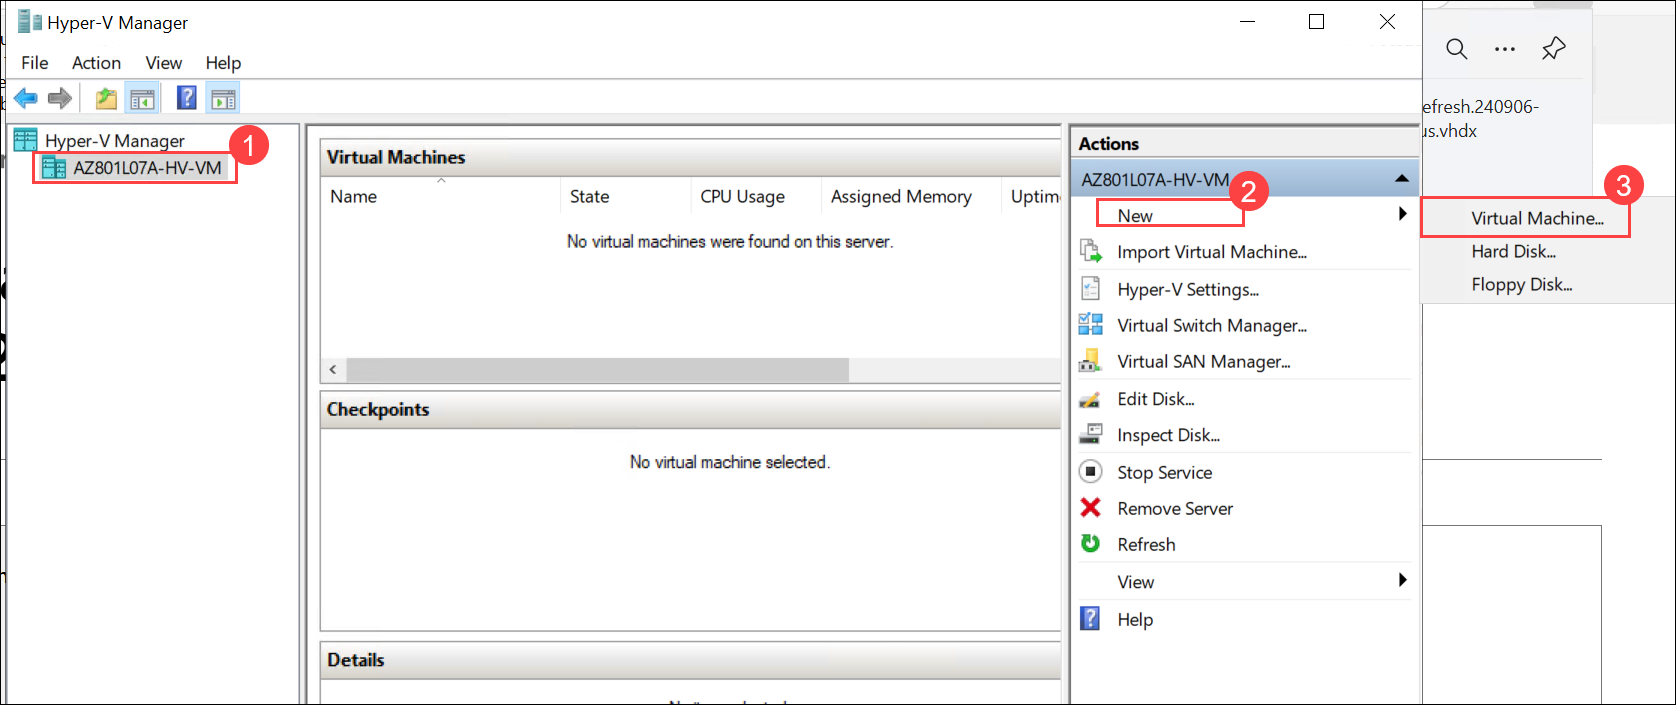 Hyper-V Manager
File Action View Help
Hyper-V Manager
1
AZ801L07A-HV-VM
Virtual Machines
Name State CPU Usage Assigned Memory
No virtual machines were found on this server.
Checkpoints
No virtual machine selected.
Details
Actions
AZ801L07A-HV-VM
2
New
Import Virtual Machine...
Hyper-V Settings...
Virtual Switch Manager...
Virtual SAN Manager...
Edit Disk...
Inspect Disk...
Stop Service
Remove Server
Refresh
View
Help
efresh.240906-
us.vhdx
3
Virtual Machine...
Hard Disk...
Floppy Disk...